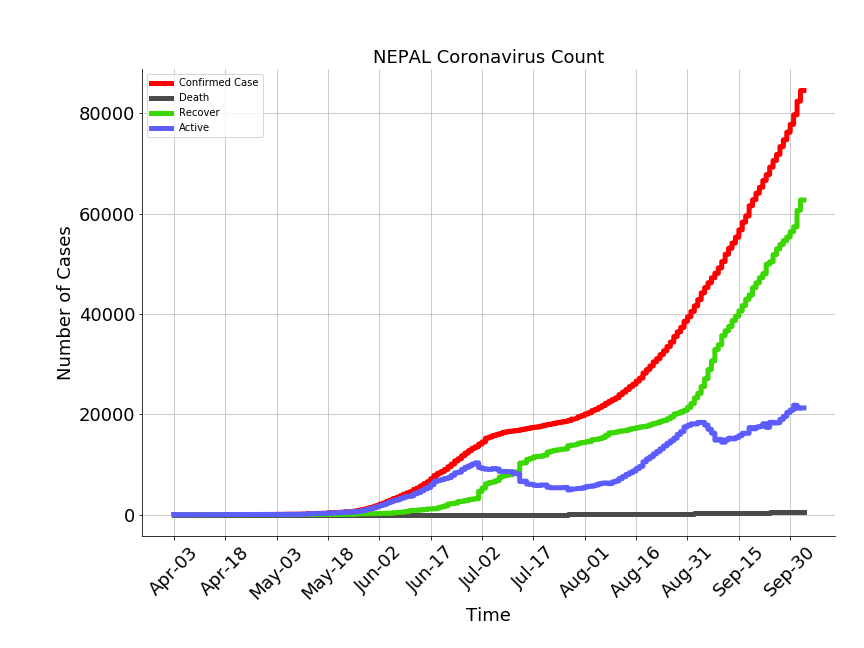 NEPAL Coronavirus Count
Confirmed Case
Death
Recover
Active
Number of Cases
80000
60000
40000
20000
0
Apr-03
Apr-18
May-03
May-18
Jun-02
Jun-17
Jul-02
Jul-17
Aug-01
Aug-16
Aug-31
Sep-15
Sep-30
Time